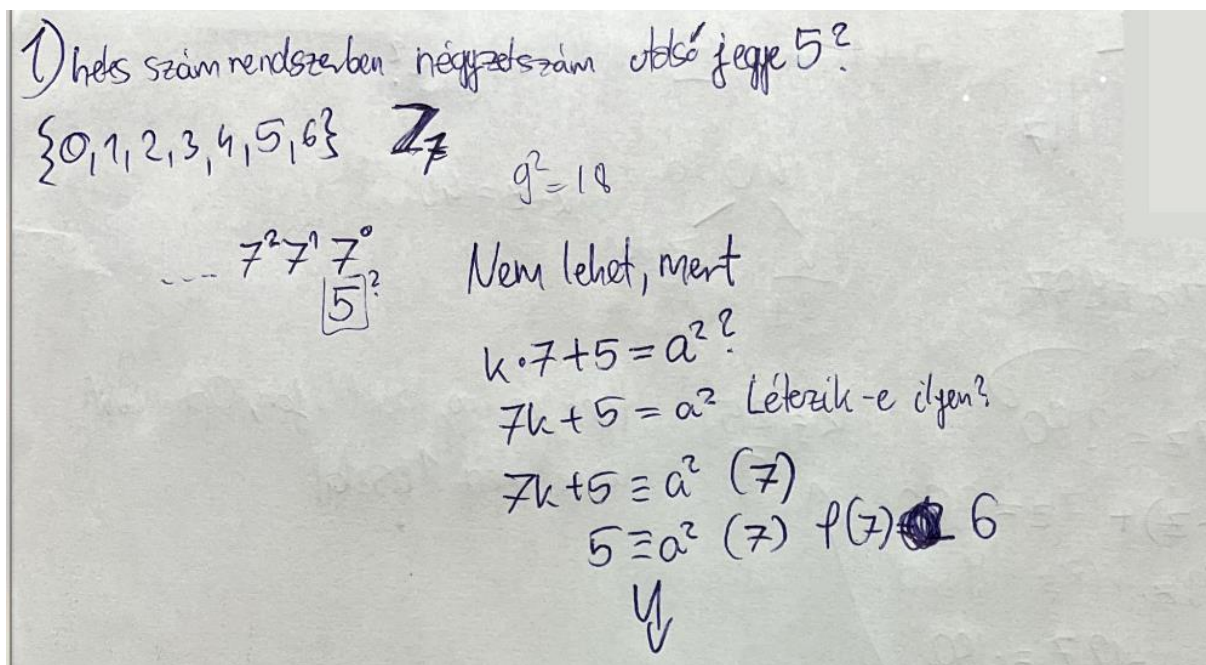 1) hetes számrendszerben négyzetszám utolsó jegye 5?
{0,1,2,3,4,5,6} Z₇
9²=18
.... 7² 7¹ 7⁰
5?
Nem lehet, mert
k·7+5=a² ?
7k+5=a² Létezik-e ilyen?
7k+5≡a² (7)
5≡a² (7) φ(7)= 6
⇓